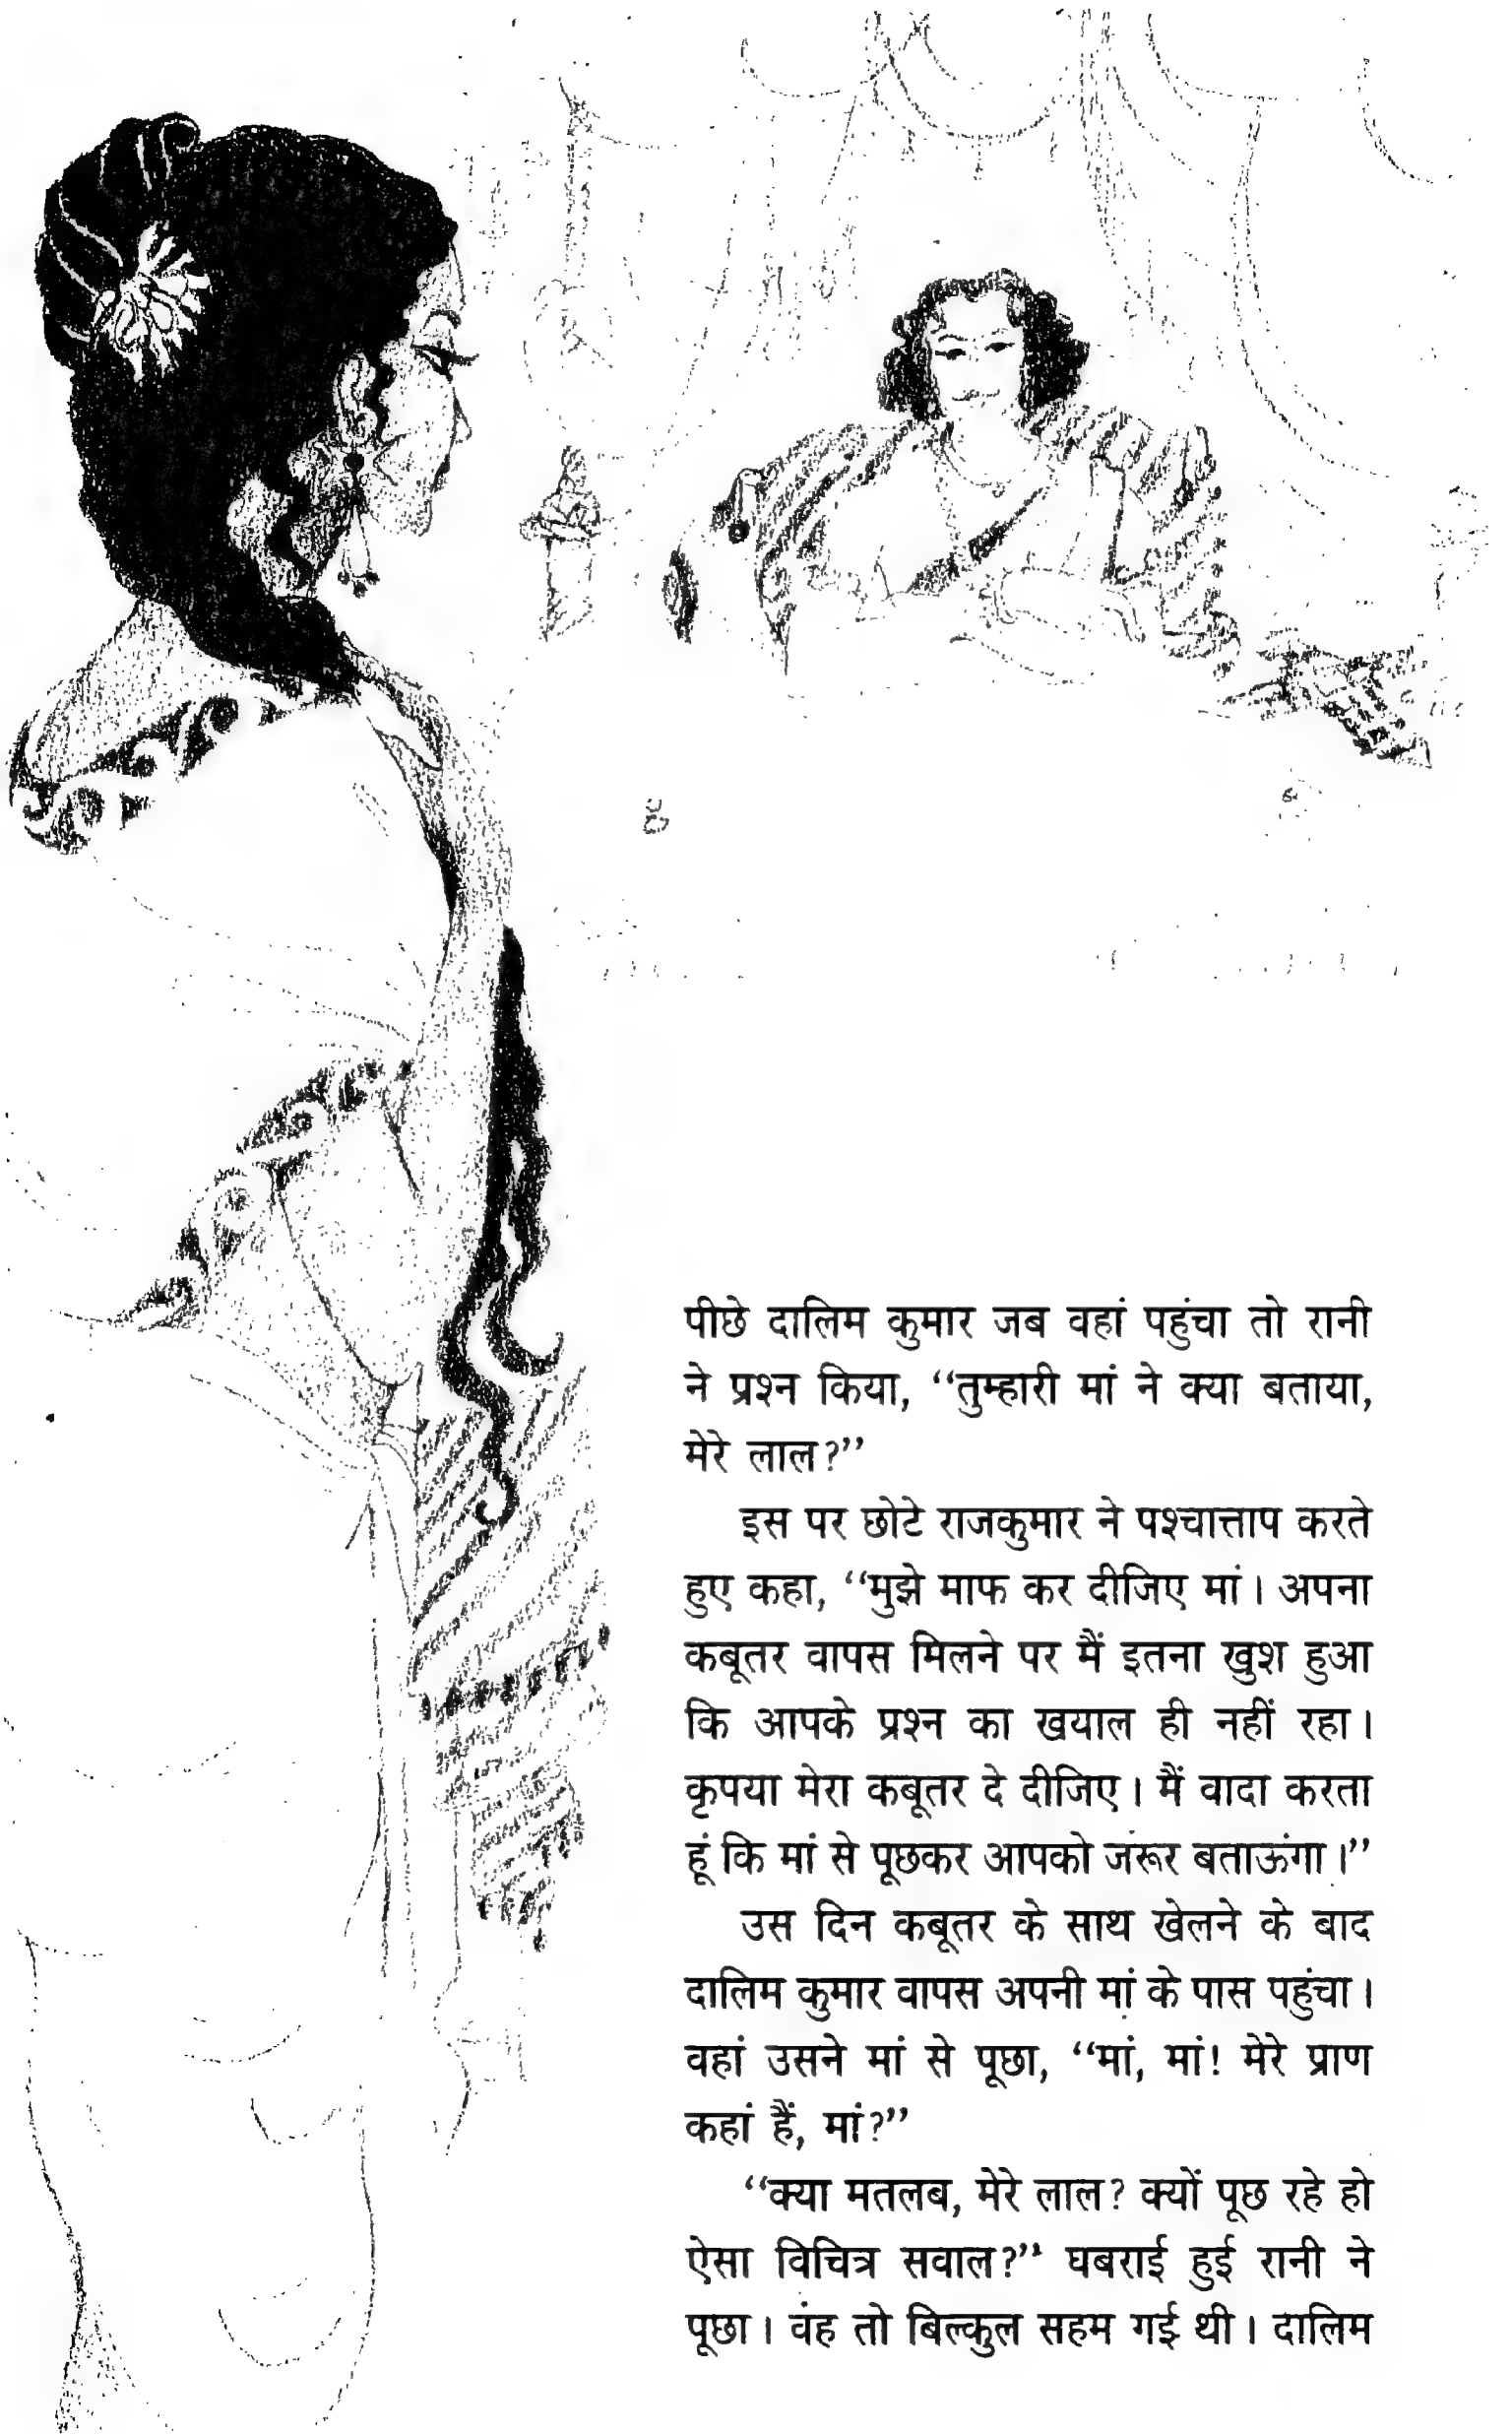 पीछे दालिम कुमार जब वहां पहुंचा तो रानी
ने प्रश्न किया, “तुम्हारी मां ने क्या बताया,
मेरे लाल?”
इस पर छोटे राजकुमार ने पश्चात्ताप करते
हुए कहा, “मुझे माफ कर दीजिए मां। अपना
कबूतर वापस मिलने पर मैं इतना खुश हुआ
कि आपके प्रश्न का खयाल ही नहीं रहा।
कृपया मेरा कबूतर दे दीजिए। मैं वादा करता
हूं कि मां से पूछकर आपको जरूर बताऊंगा।”
उस दिन कबूतर के साथ खेलने के बाद
दालिम कुमार वापस अपनी मां के पास पहुंचा।
वहां उसने मां से पूछा, “मां, मां! मेरे प्राण
कहां हैं, मां?”
“क्या मतलब, मेरे लाल? क्यों पूछ रहे हो
ऐसा विचित्र सवाल?” घबराई हुई रानी ने
पूछा। वह तो बिल्कुल सहम गई थी। दालिम